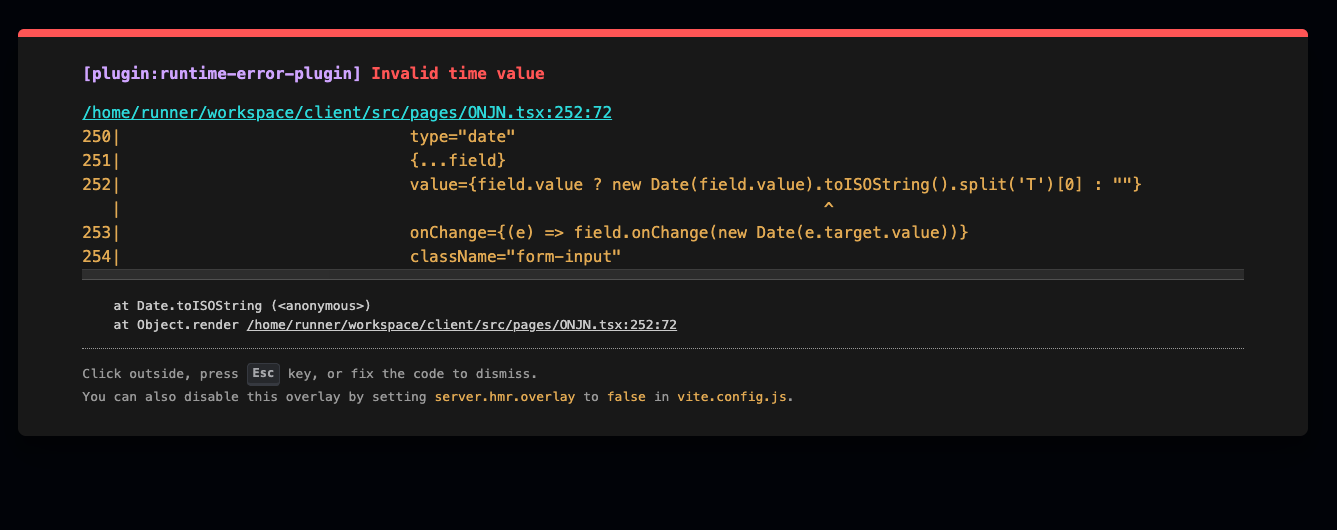 [plugin:runtime-error-plugin] Invalid time value
/home/runner/workspace/client/src/pages/ONJN.tsx:252:72
250|                              type="date"
251|                              {...field}
252|                              value={field.value ? new Date(field.value).toISOString().split('T')[0] : ""}
   |                                                                         ^
253|                              onChange={(e) => field.onChange(new Date(e.target.value))}
254|                              className="form-input"
at Date.toISOString (<anonymous>)
at Object.render /home/runner/workspace/client/src/pages/ONJN.tsx:252:72
Click outside, press Esc key, or fix the code to dismiss.
You can also disable this overlay by setting server.hmr.overlay to false in vite.config.js.